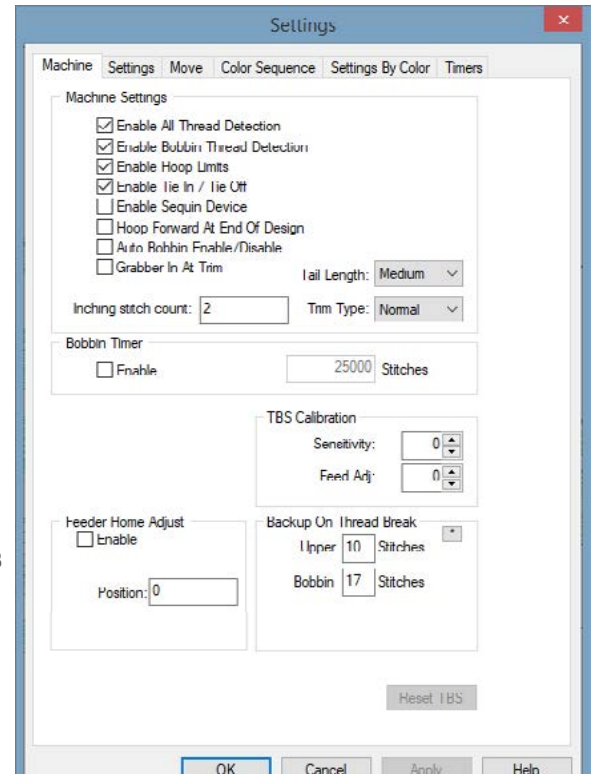 Settings
Machine Settings Move Color Sequence Settings By Color Timers
Machine Settings
Enable All Thread Detection
Enable Bobbin Thread Detection
Enable Hoop Limits
Enable Tie In / Tie Off
Enable Sequin Device
Hoop Forward At End Of Design
Auto Bobbin Enable/Disable
Grabber In At Trim
Tail Length: Medium
Inching stitch count: 2
Trim Type: Normal
Bobbin Timer
Enable 25000 Stitches
TBS Calibration
Sensitivity: 0
Feed Adj: 0
Feeder Home Adjust
Enable
Position: 0
Backup On Thread Break
*
Upper 10 Stitches
Bobbin 17 Stitches
Reset TBS
OK Cancel Apply Help